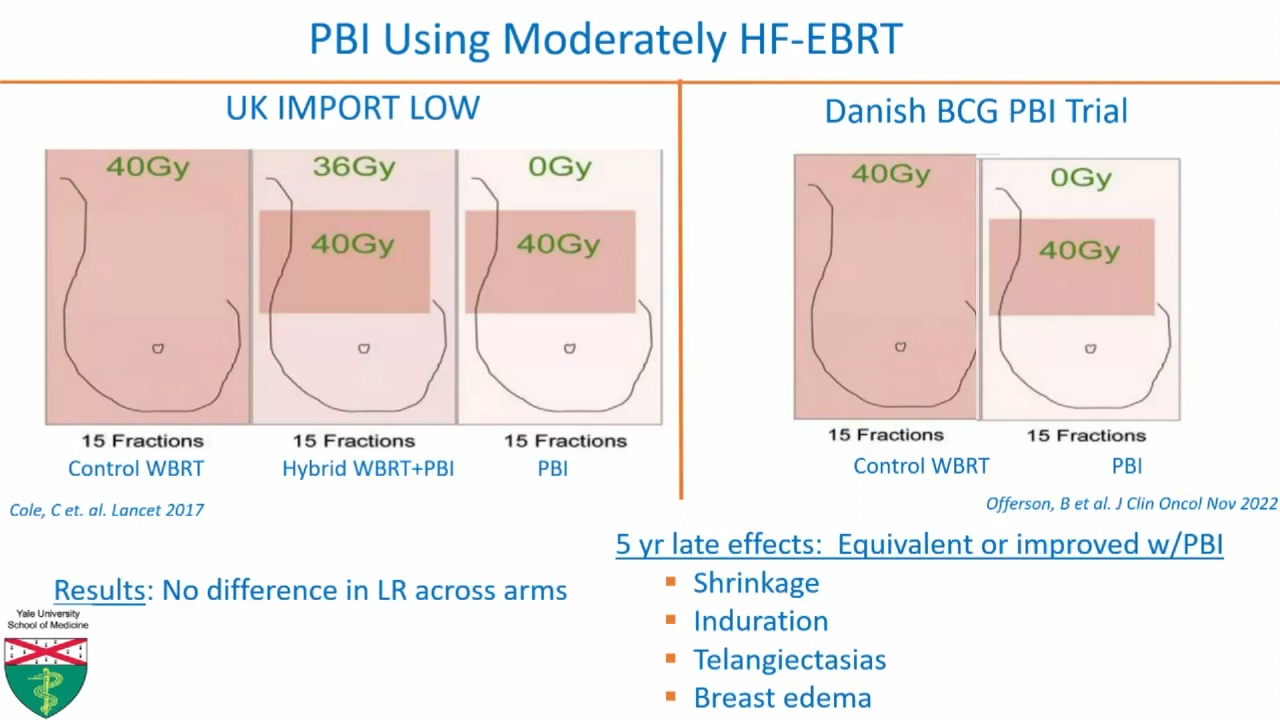 PBI Using Moderately HF-EBRT
UK IMPORT LOW
40Gy
36Gy
40Gy
0Gy
40Gy
15 Fractions
15 Fractions
15 Fractions
Control WBRT
Hybrid WBRT+PBI
PBI
Cole, C et. al. Lancet 2017
Danish BCG PBI Trial
40Gy
0Gy
40Gy
15 Fractions
15 Fractions
Control WBRT
PBI
Offerson, B et al. J Clin Oncol Nov 2022
Results: No difference in LR across arms
5 yr late effects: Equivalent or improved w/PBI
Shrinkage
Induration
Telangiectasias
Breast edema
Yale University
School of Medicine